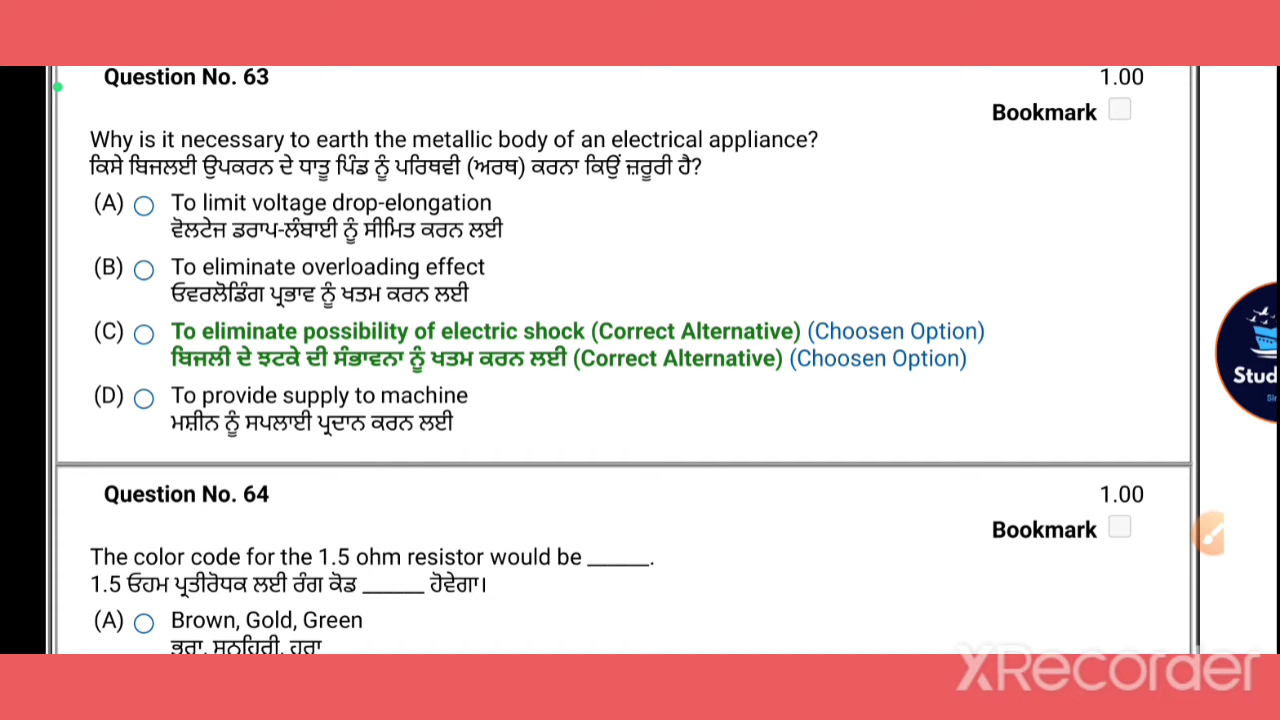 Question No. 63
1.00
Bookmark
Why is it necessary to earth the metallic body of an electrical appliance?
ਕਿਸੇ ਬਿਜਲਈ ਉਪਕਰਨ ਦੇ ਧਾਤੂ ਪਿੰਡ ਨੂੰ ਪਰਿਥਵੀ (ਅਰਥ) ਕਰਨਾ ਕਿਉਂ ਜ਼ਰੂਰੀ ਹੈ?
(A) To limit voltage drop-elongation
ਵੋਲਟੇਜ ਡਰਾਪ-ਲੰਬਾਈ ਨੂੰ ਸੀਮਿਤ ਕਰਨ ਲਈ
(B) To eliminate overloading effect
ਓਵਰਲੋਡਿੰਗ ਪ੍ਰਭਾਵ ਨੂੰ ਖਤਮ ਕਰਨ ਲਈ
(C) To eliminate possibility of electric shock (Correct Alternative) (Choosen Option)
ਬਿਜਲੀ ਦੇ ਝਟਕੇ ਦੀ ਸੰਭਾਵਨਾ ਨੂੰ ਖਤਮ ਕਰਨ ਲਈ (Correct Alternative) (Choosen Option)
(D) To provide supply to machine
ਮਸ਼ੀਨ ਨੂੰ ਸਪਲਾਈ ਪ੍ਰਦਾਨ ਕਰਨ ਲਈ
Stud
Question No. 64
1.00
Bookmark
The color code for the 1.5 ohm resistor would be ______.
1.5 ਓਹਮ ਪ੍ਰਤੀਰੋਧਕ ਲਈ ਰੰਗ ਕੋਡ ______ ਹੋਵੇਗਾ।
(A) Brown, Gold, Green
ਭੂਰਾ, ਸੁਨਹਿਰੀ, ਹਰਾ
XRecorder